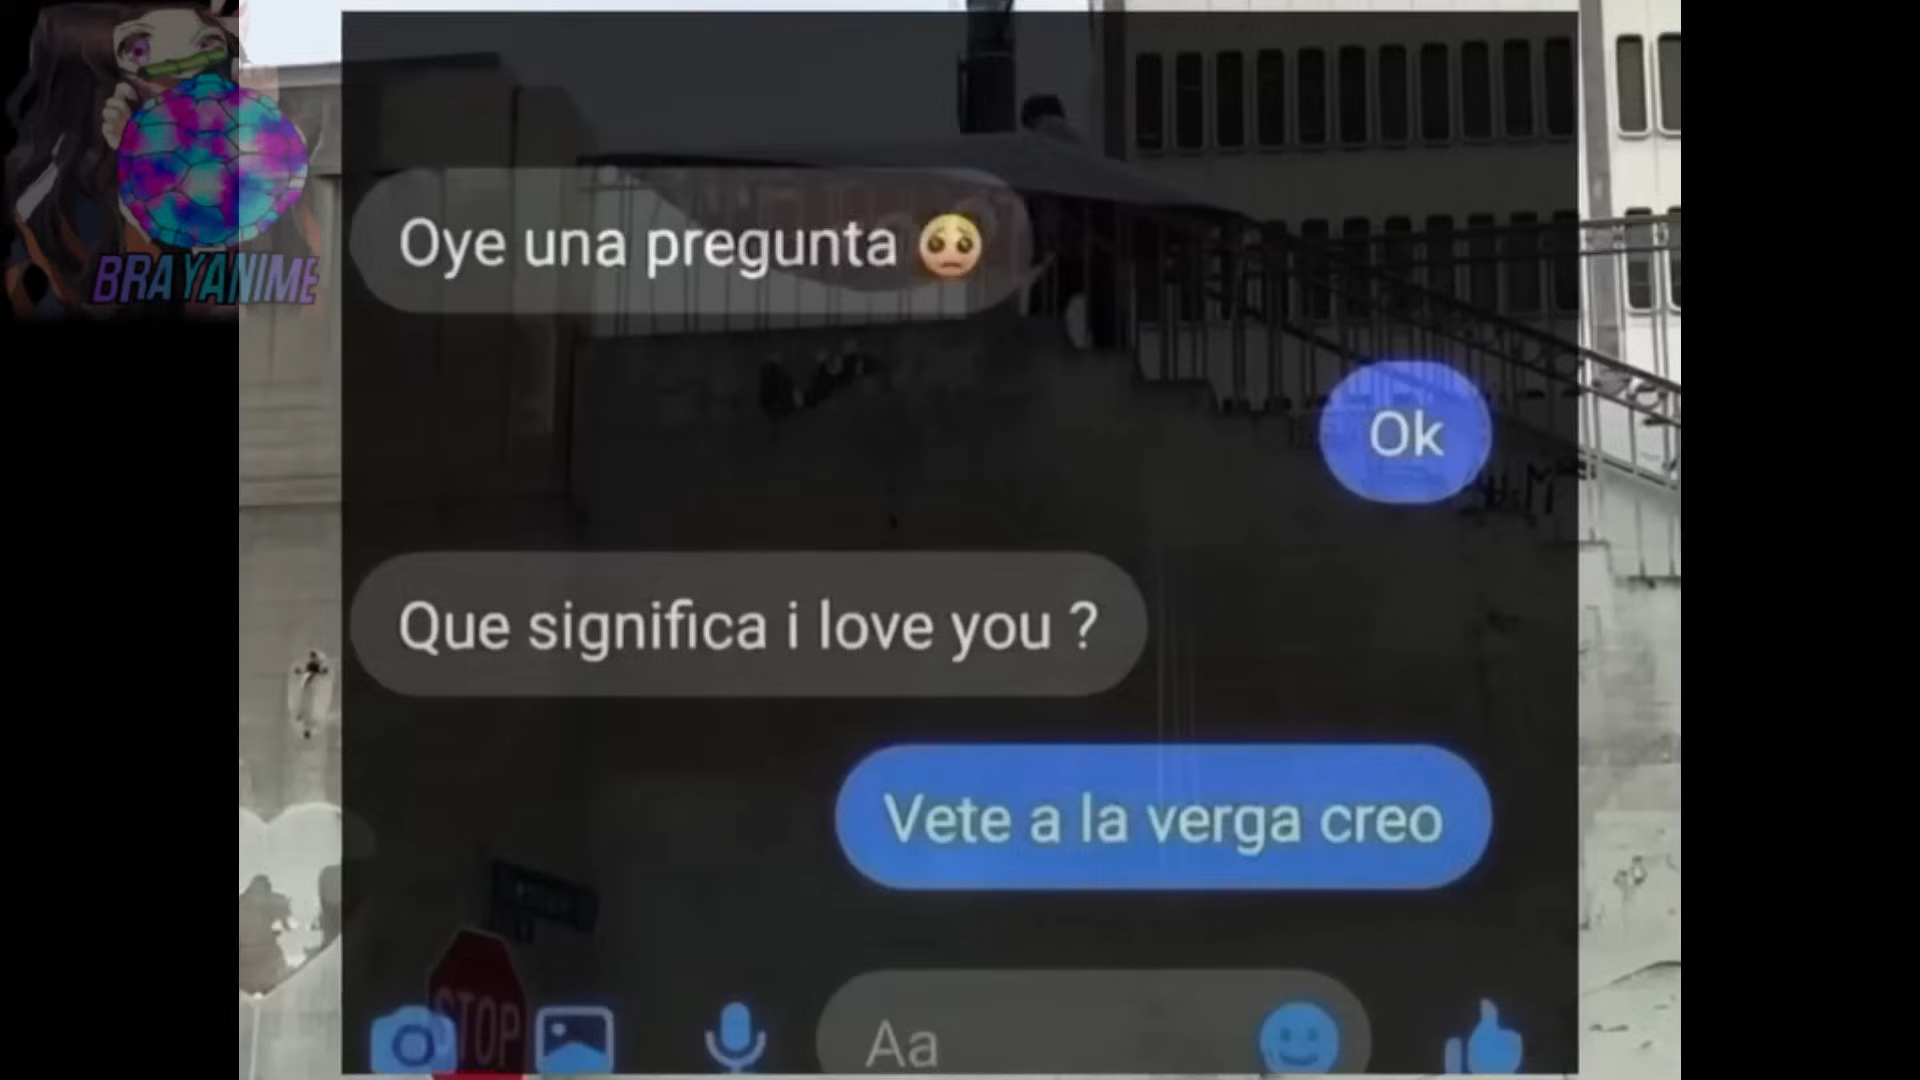 BRAYANIME
Oye una pregunta 🥺
Ok
Que significa i love you ?
Vete a la verga creo
STOP
Aa